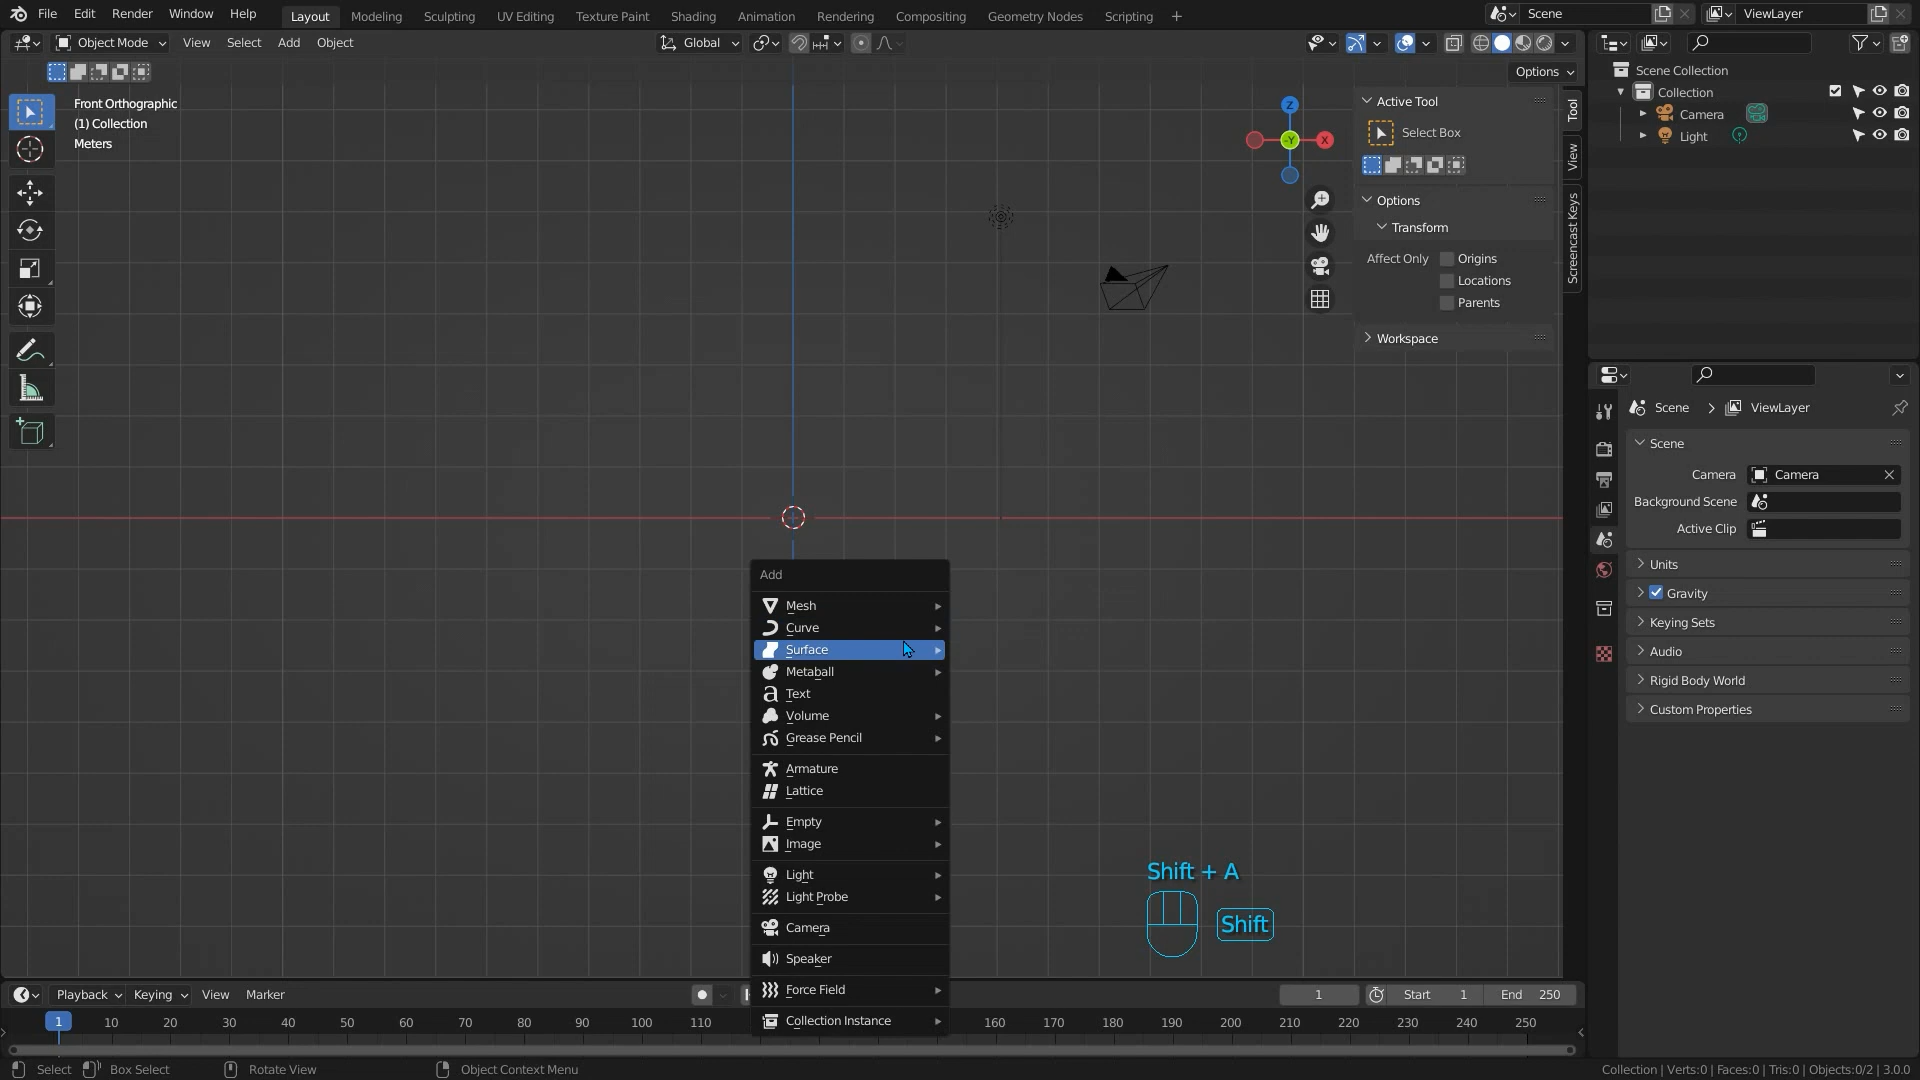 File Edit Render Window Help Layout Modeling Sculpting UV Editing Texture Paint Shading Animation Rendering Compositing Geometry Nodes Scripting + Scene ViewLayer
Object Mode View Select Add Object Global
Options
Front Orthographic
(1) Collection
Meters
Z
Y
X
Active Tool
Select Box
Options
Transform
Affect Only Origins
Locations
Parents
Workspace
Tool
View
Screencast Keys
Scene Collection
Collection
Camera
Light
Scene ViewLayer
Scene
Camera Camera
Background Scene
Active Clip
Units
Gravity
Keying Sets
Audio
Rigid Body World
Custom Properties
Add
Mesh
Curve
Surface
Metaball
Text
Volume
Grease Pencil
Armature
Lattice
Empty
Image
Light
Light Probe
Camera
Speaker
Force Field
Collection Instance
Shift + A
Shift
Playback Keying View Marker 1 Start 1 End 250
1 10 20 30 40 50 60 70 80 90 100 110 160 170 180 190 200 210 220 230 240 250
Select Box Select Rotate View Object Context Menu Collection | Verts:0 | Faces:0 | Tris:0 | Objects:0/2 | 3.0.0